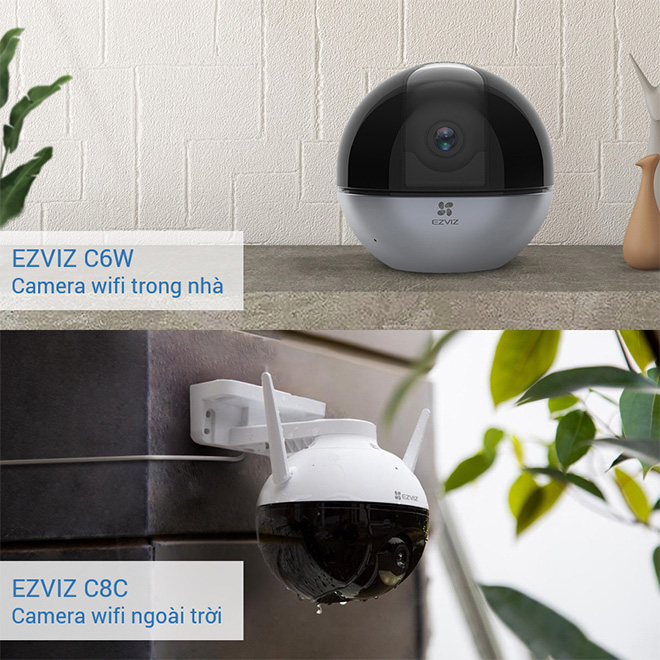 EZVIZ
EZVIZ C6W
Camera wifi trong nhà
EZVIZ
EZVIZ C8C
Camera wifi ngoài trời